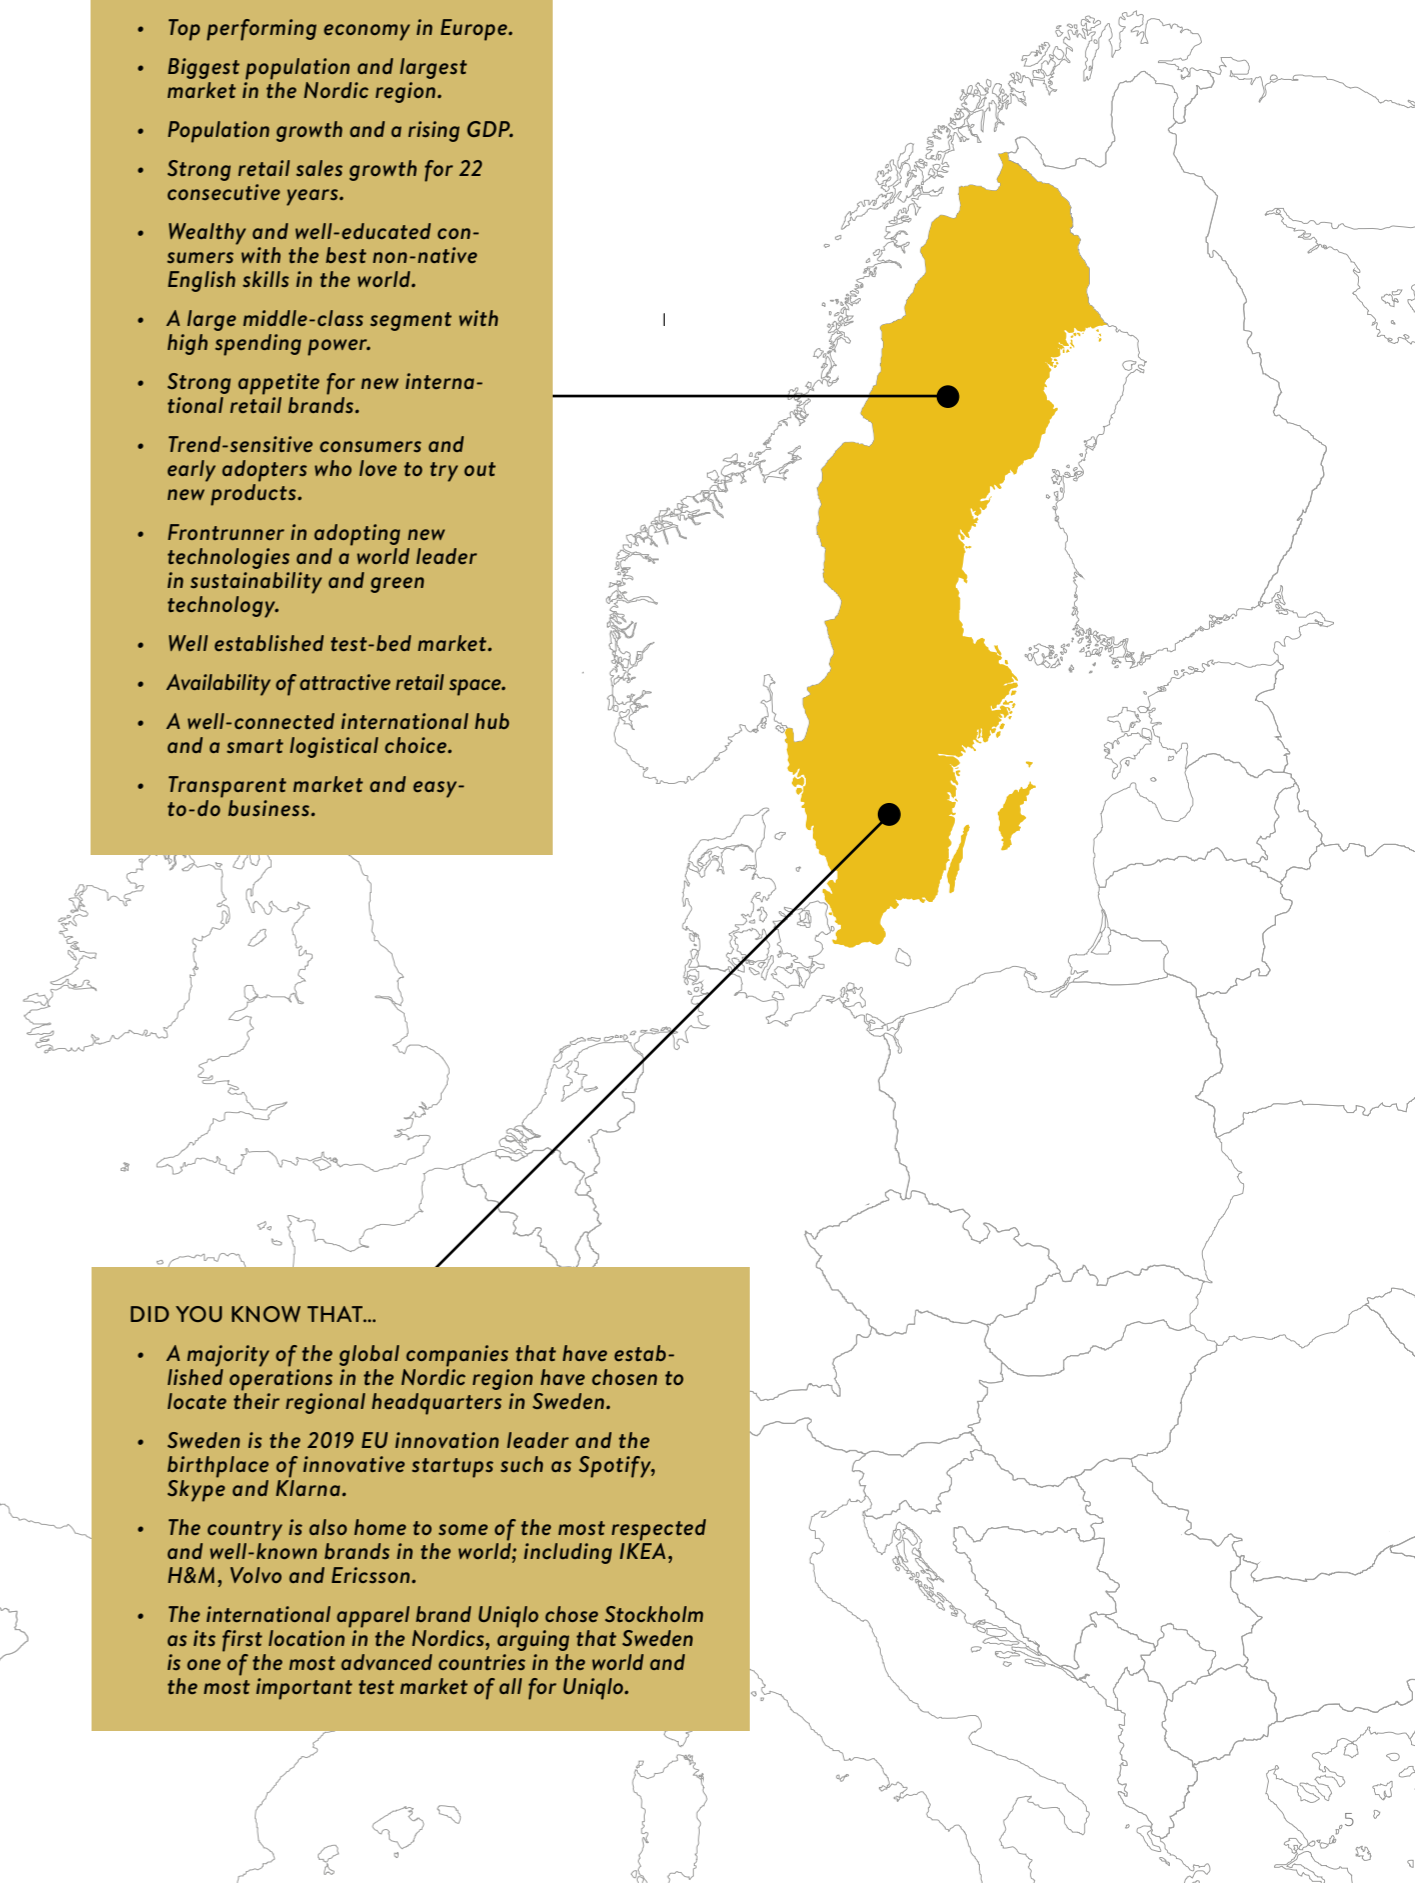 • Top performing economy in Europe.
• Biggest population and largest
market in the Nordic region.
• Population growth and a rising GDP.
• Strong retail sales growth for 22
consecutive years.
• Wealthy and well-educated con-
sumers with the best non-native
English skills in the world.
• A large middle-class segment with
high spending power.
• Strong appetite for new interna-
tional retail brands.
• Trend-sensitive consumers and
early adopters who love to try out
new products.
• Frontrunner in adopting new
technologies and a world leader
in sustainability and green
technology.
• Well established test-bed market.
• Availability of attractive retail space.
• A well-connected international hub
and a smart logistical choice.
• Transparent market and easy-
to-do business.
l
DID YOU KNOW THAT...
• A majority of the global companies that have estab-
lished operations in the Nordic region have chosen to
locate their regional headquarters in Sweden.
• Sweden is the 2019 EU innovation leader and the
birthplace of innovative startups such as Spotify,
Skype and Klarna.
• The country is also home to some of the most respected
and well-known brands in the world; including IKEA,
H&M, Volvo and Ericsson.
• The international apparel brand Uniqlo chose Stockholm
as its first location in the Nordics, arguing that Sweden
is one of the most advanced countries in the world and
the most important test market of all for Uniqlo.
5